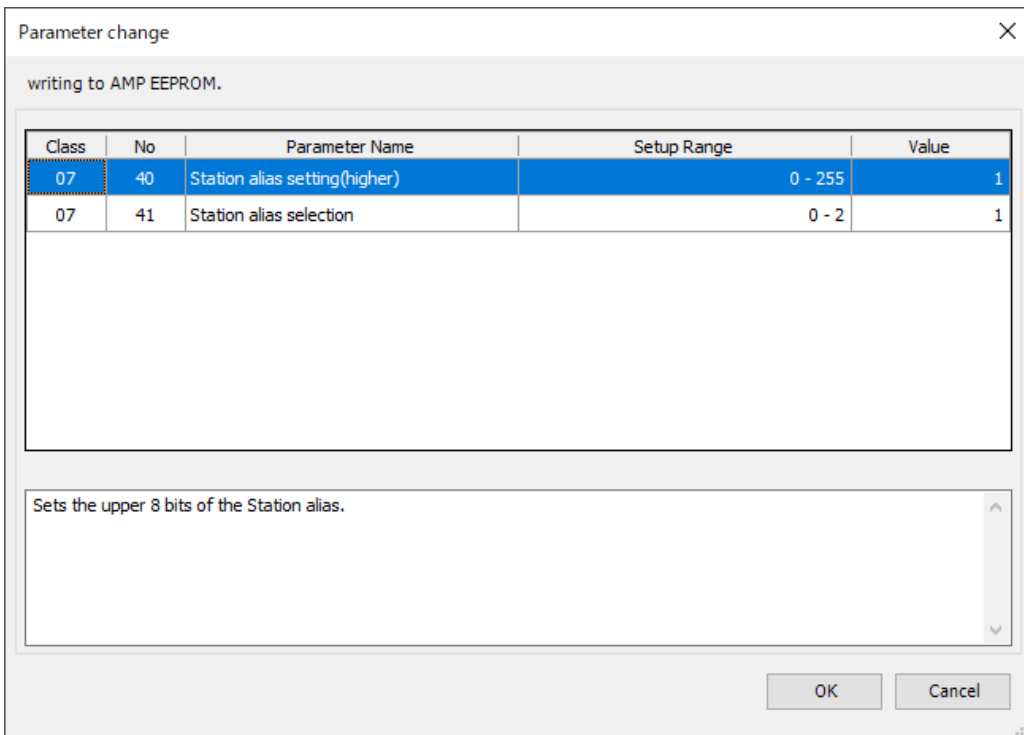 Parameter change
writing to AMP EEPROM.
Class No Parameter Name Setup Range Value
07 40 Station alias setting(higher) 0 - 255 1
07 41 Station alias selection 0 - 2 1
Sets the upper 8 bits of the Station alias.
OK Cancel